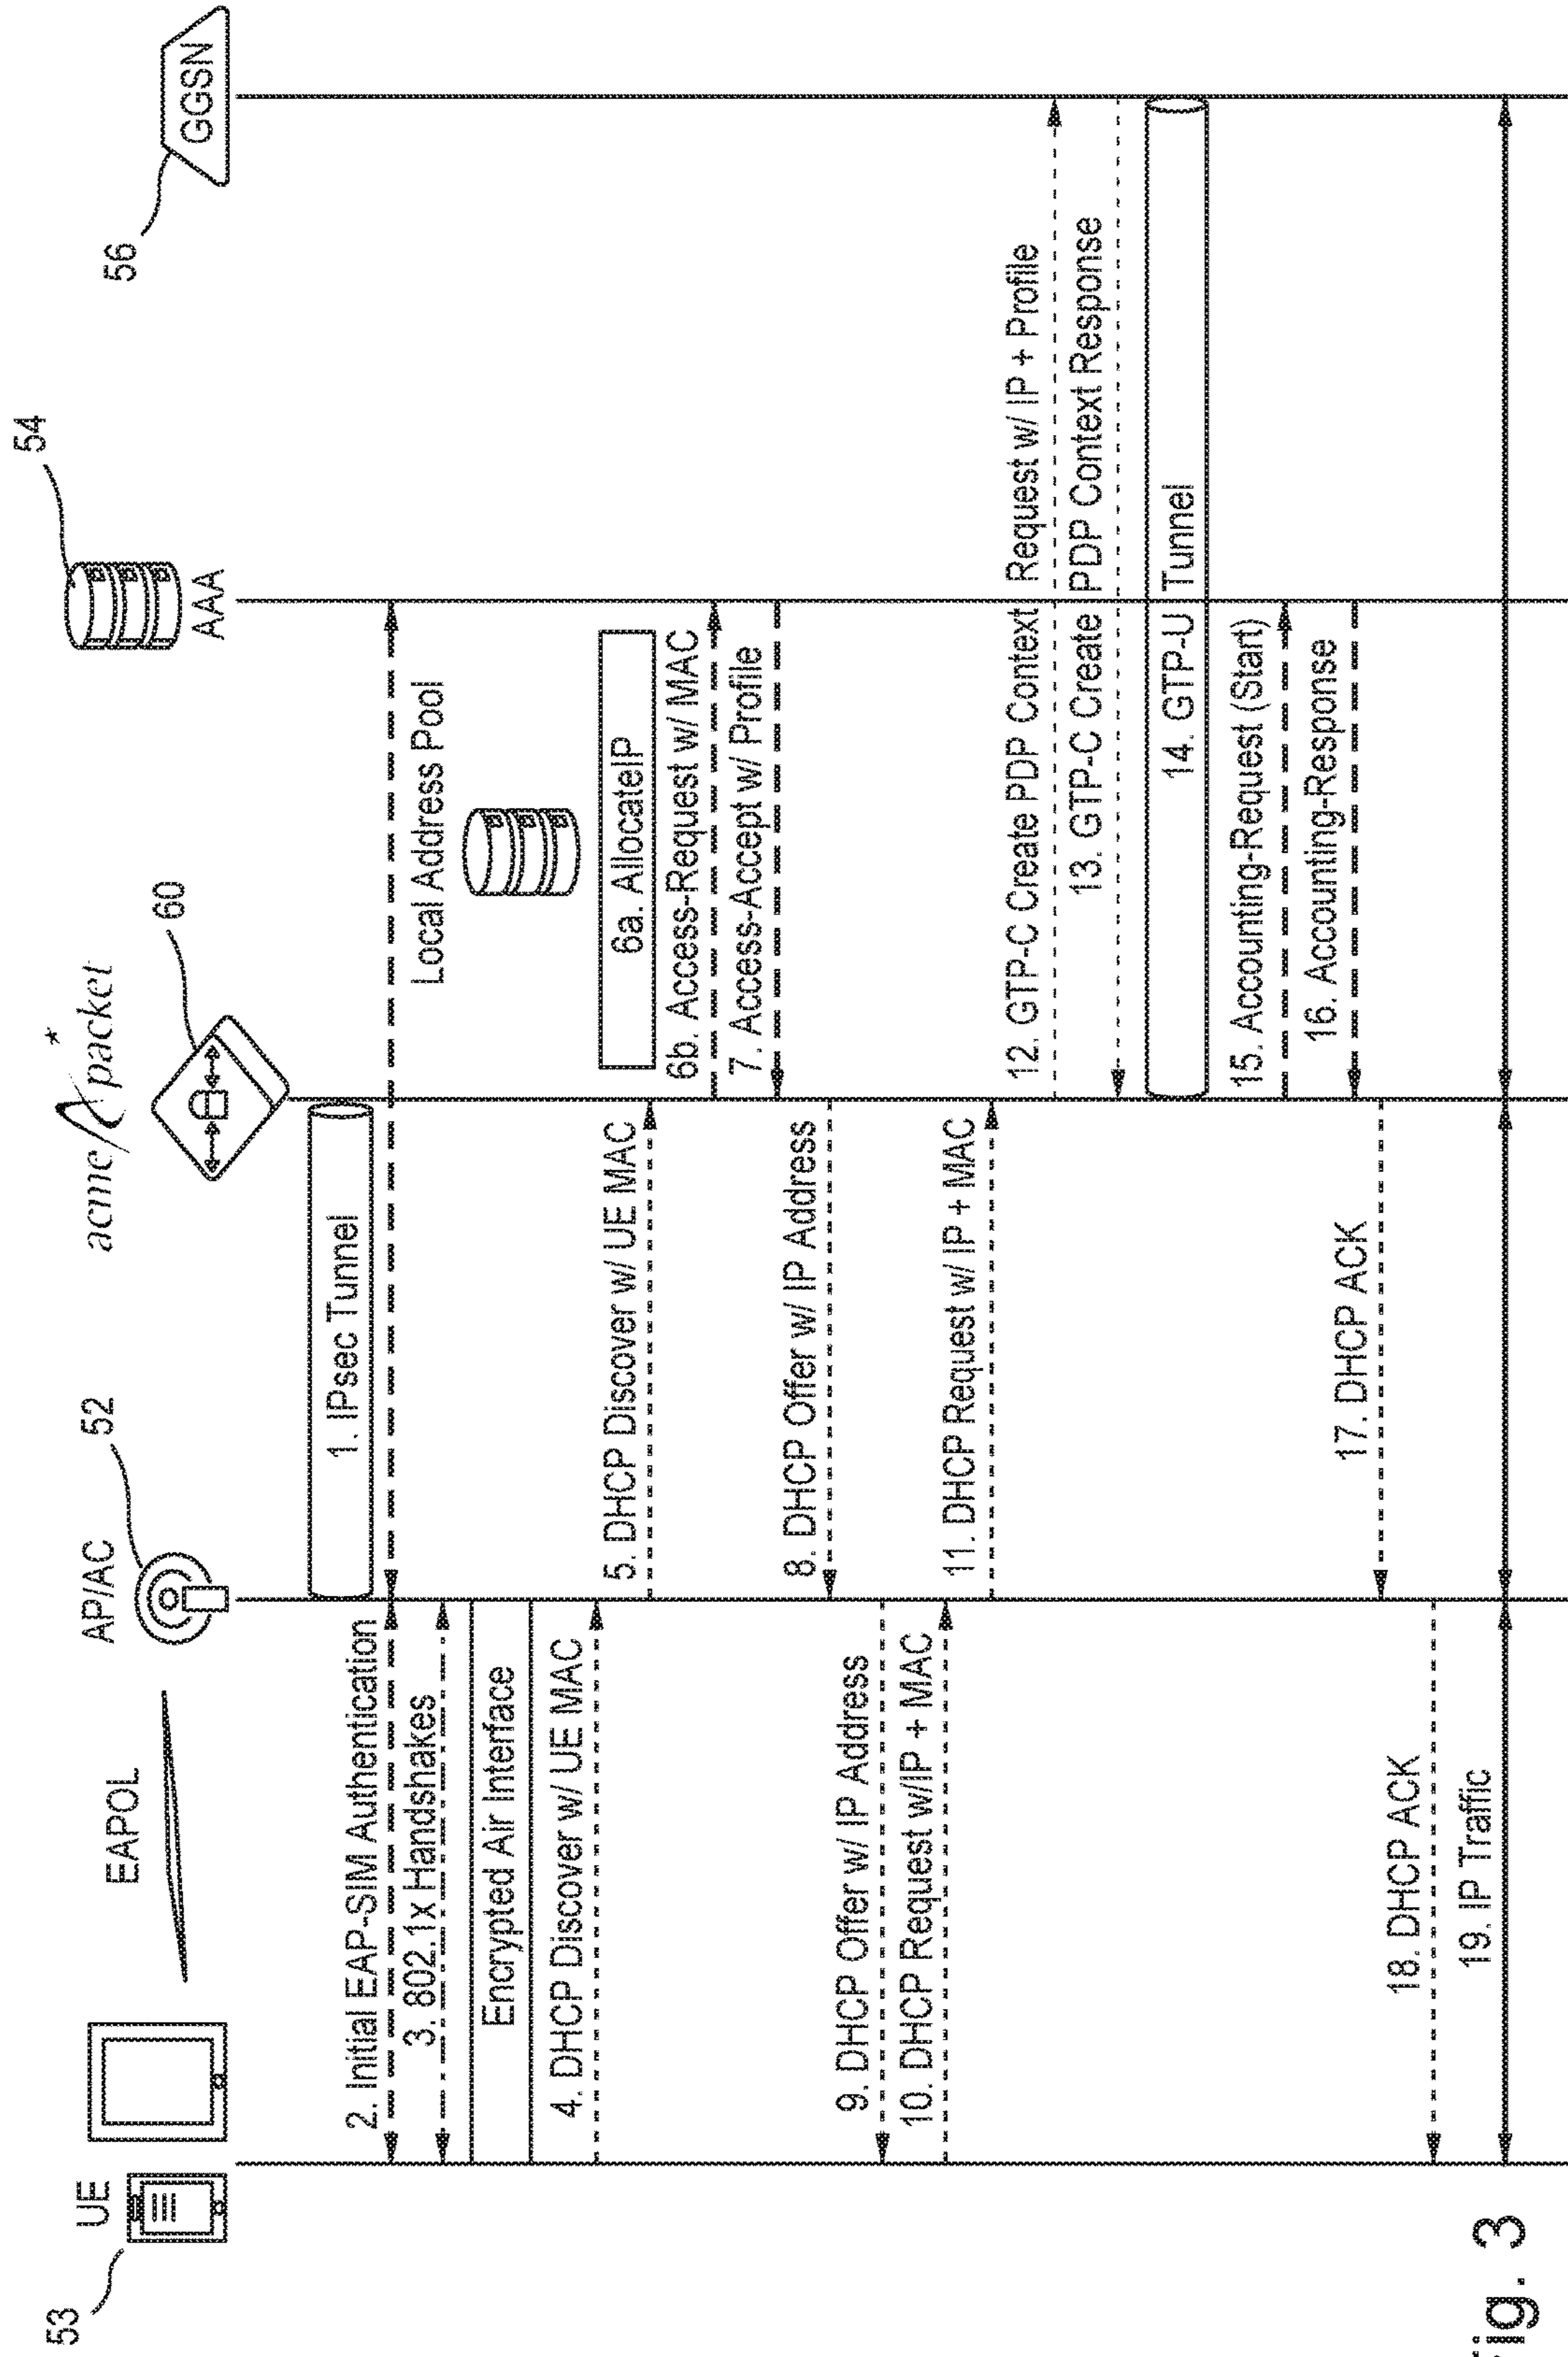 53
UE
EAPOL
AP/AC
52
acme packet
*
60
54
AAA
56
GGSN
1. IPsec Tunnel
2. Initial EAP-SIM Authentication
3. 802.1x Handshakes
Local Address Pool
Encrypted Air Interface
4. DHCP Discover w/ UE MAC
5. DHCP Discover w/ UE MAC
6a. AllocateIP
6b. Access-Request w/ MAC
7. Access-Accept w/ Profile
8. DHCP Offer w/ IP Address
9. DHCP Offer w/ IP Address
10. DHCP Request w/IP + MAC
11. DHCP Request w/ IP + MAC
12. GTP-C Create PDP Context Request w/ IP + Profile
13. GTP-C Create PDP Context Response
14. GTP-U Tunnel
15. Accounting-Request (Start)
16. Accounting-Response
17. DHCP ACK
18. DHCP ACK
19. IP Traffic
Fig. 3